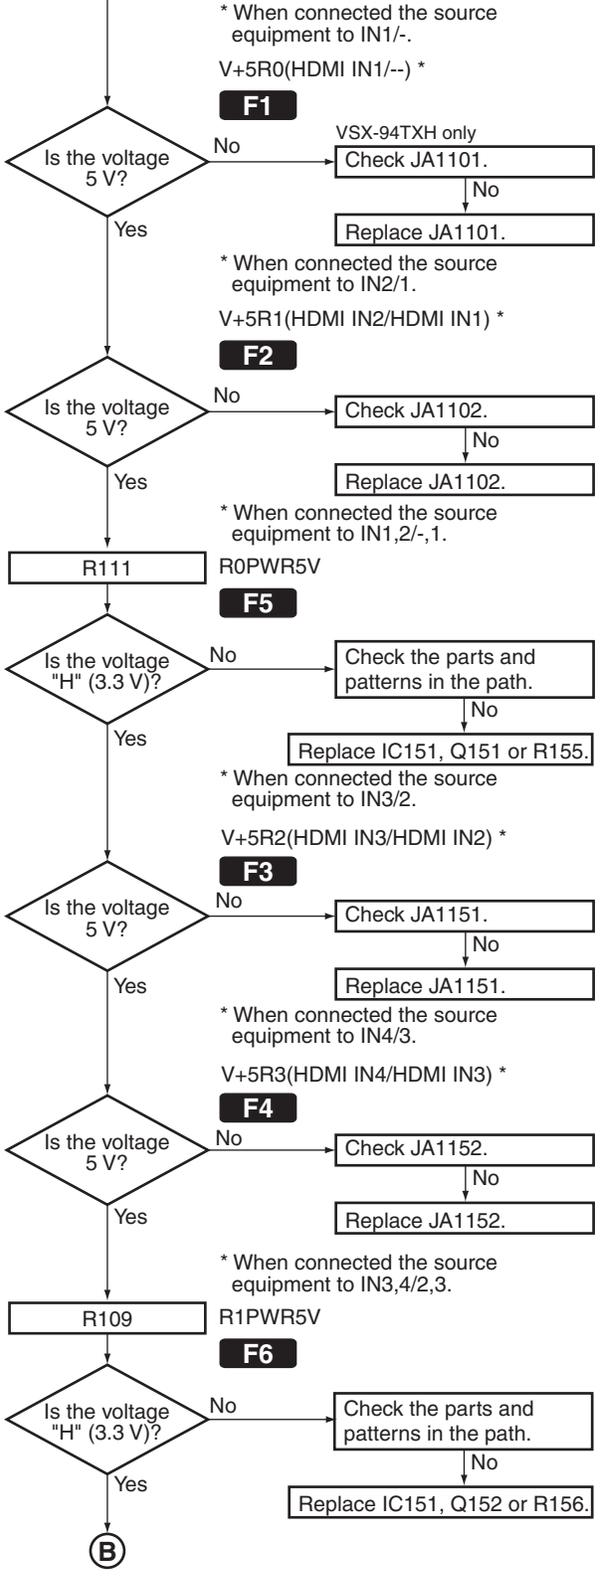 * When connected the source
equipment to IN1/-.
V+5R0(HDMI IN1/--) *
F1
VSX-94TXH only
Is the voltage
5 V?
No
Check JA1101.
No
Yes
Replace JA1101.
* When connected the source
equipment to IN2/1.
V+5R1(HDMI IN2/HDMI IN1) *
F2
Is the voltage
5 V?
No
Check JA1102.
No
Yes
Replace JA1102.
* When connected the source
equipment to IN1,2/-,1.
R111
R0PWR5V
F5
Is the voltage
"H" (3.3 V)?
No
Check the parts and
patterns in the path.
No
Yes
Replace IC151, Q151 or R155.
* When connected the source
equipment to IN3/2.
V+5R2(HDMI IN3/HDMI IN2) *
F3
Is the voltage
5 V?
No
Check JA1151.
No
Yes
Replace JA1151.
* When connected the source
equipment to IN4/3.
V+5R3(HDMI IN4/HDMI IN3) *
F4
Is the voltage
5 V?
No
Check JA1152.
No
Yes
Replace JA1152.
* When connected the source
equipment to IN3,4/2,3.
R109
R1PWR5V
F6
Is the voltage
"H" (3.3 V)?
No
Check the parts and
patterns in the path.
No
Yes
Replace IC151, Q152 or R156.
B